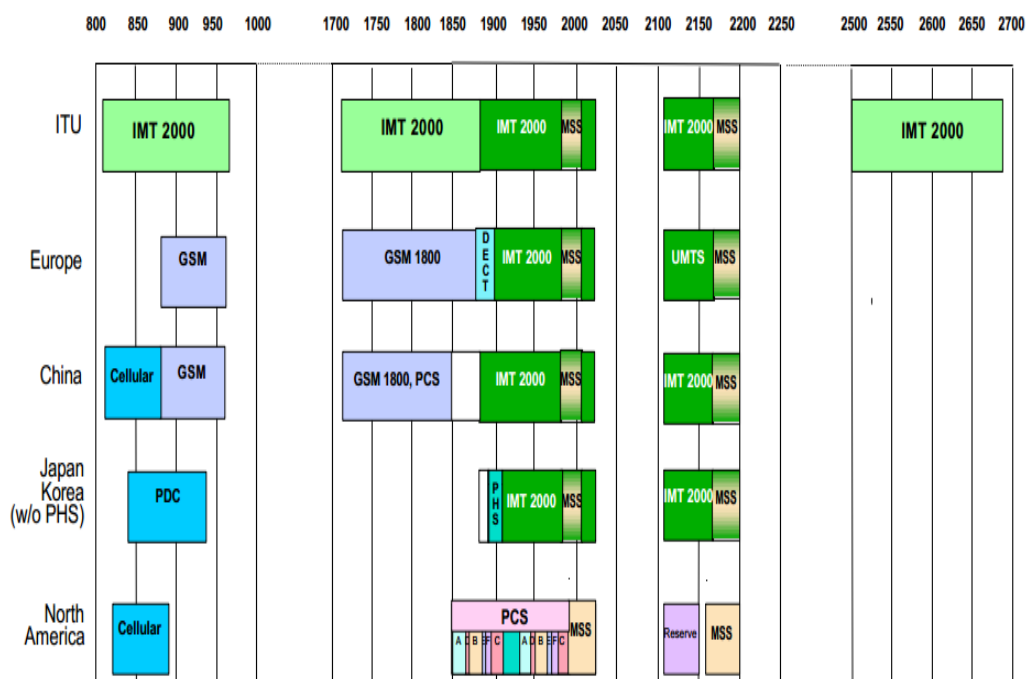 800 850 900 950 1000 1700 1750 1800 1850 1900 1950 2000 2050 2100 2150 2200 2250 2500 2550 2600 2650 2700
ITU
IMT 2000
IMT 2000
IMT 2000
MSS
IMT 2000
MSS
IMT 2000
Europe
GSM
GSM 1800
DECT
IMT 2000
MSS
UMTS
MSS
China
Cellular
GSM
GSM 1800, PCS
IMT 2000
MSS
IMT 2000
MSS
Japan
Korea
(w/o PHS)
PDC
PHS
IMT 2000
MSS
IMT 2000
MSS
North
America
Cellular
PCS
A D B E F C A D B E F C
MSS
Reserve
MSS